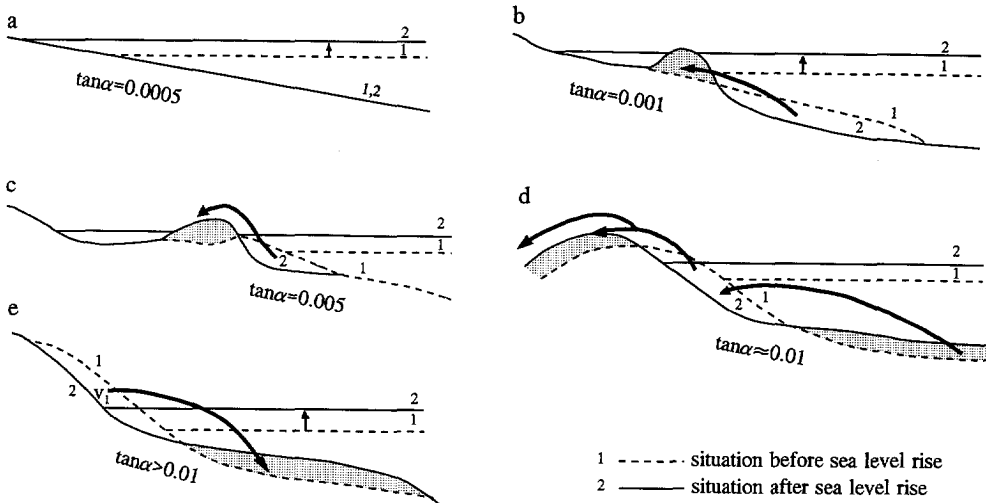 a
2
1
tanα=0.0005
1,2
b
2
1
tanα=0.001
1
2
c
2
1
2
1
tanα=0.005
d
2
1
2
1
tanα≈0.01
e
1
2
V1
2
1
tanα>0.01
1 situation before sea level rise
2 situation after sea level rise